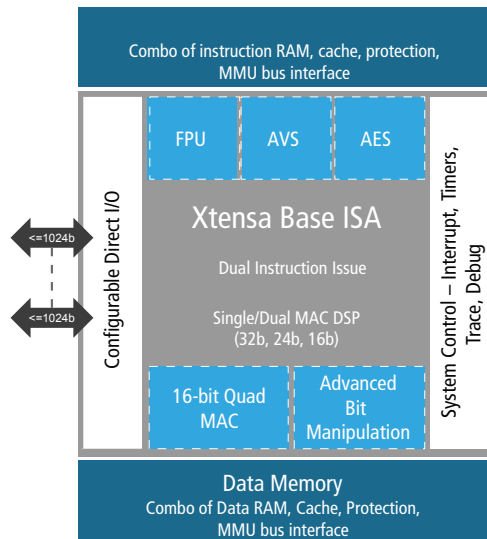 Combo of instruction RAM, cache, protection,
MMU bus interface
FPU
AVS
AES
Configurable Direct I/O
<=1024b
<=1024b
Xtensa Base ISA
Dual Instruction Issue
Single/Dual MAC DSP
(32b, 24b, 16b)
System Control – Interrupt, Timers,
Trace, Debug
16-bit Quad
MAC
Advanced
Bit
Manipulation
Data Memory
Combo of Data RAM, Cache, Protection,
MMU bus interface